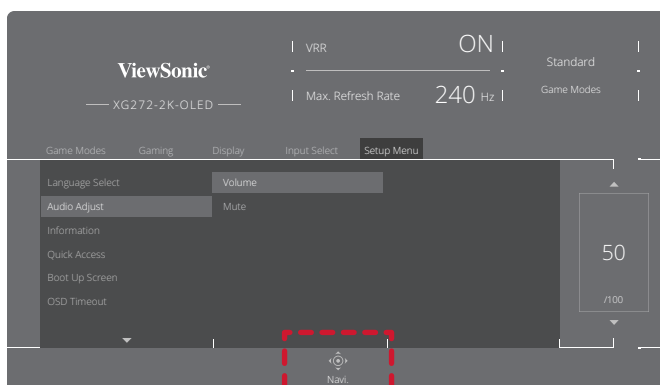 ViewSonic®
XG272-2K-OLED
VRR ON
Max. Refresh Rate 240 Hz
Standard
Game Modes
Game Modes Gaming Display Input Select Setup Menu
Language Select
Audio Adjust
Information
Quick Access
Boot Up Screen
OSD Timeout
Volume
Mute
50
/100
Navi.